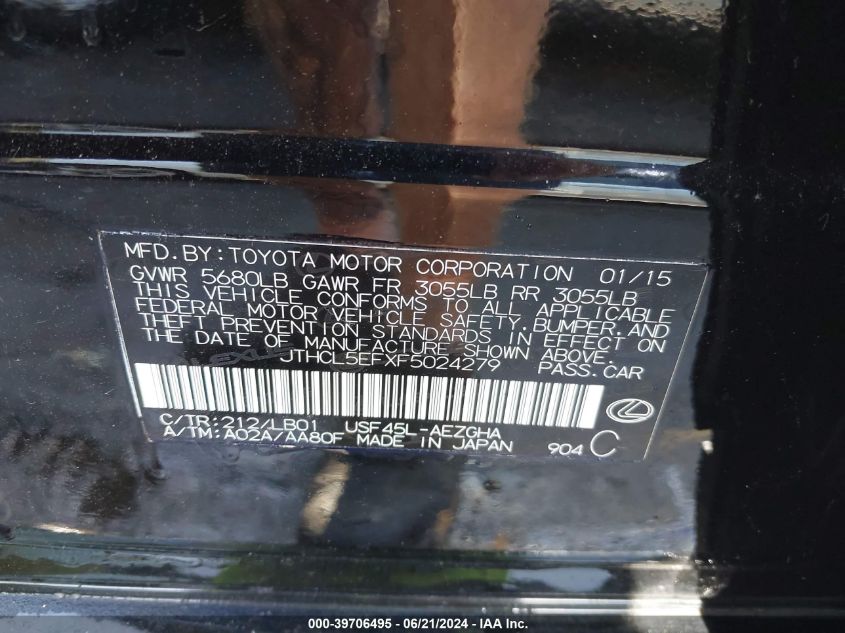 MFD. BY: TOYOTA MOTOR CORPORATION 01/15
GVWR 5680LB GAWR FR 3055LB RR 3055LB
THIS VEHICLE CONFORMS TO ALL APPLICABLE
FEDERAL MOTOR VEHICLE SAFETY, BUMPER, AND
THEFT PREVENTION STANDARDS IN EFFECT ON
THE DATE OF MANUFACTURE SHOWN ABOVE.
JTHCL5EFXF5024279 PASS. CAR
C/TR: 212/LB01 USF45L-AEZGHA
A/TM: A02A/AA80F MADE IN JAPAN 904 C
000-39706495 - 06/21/2024 - IAA Inc.